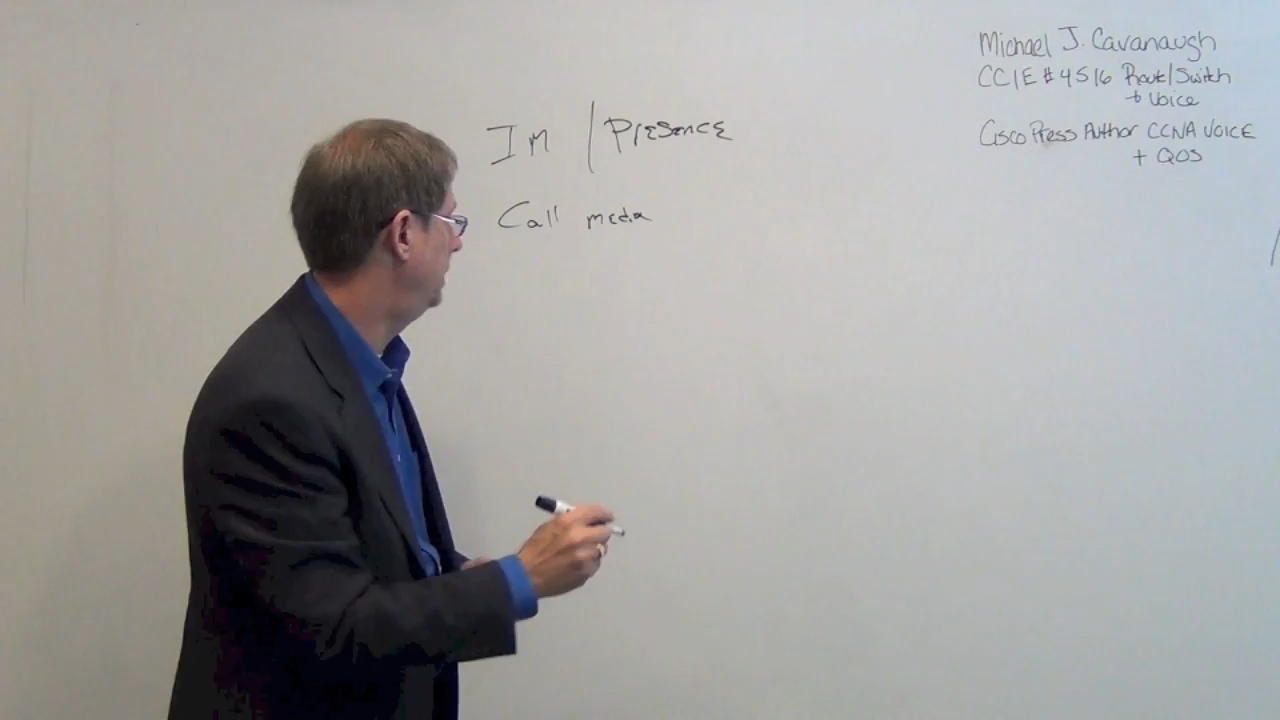 Michael J. Cavanaugh
CCIE #4516 Route/Switch
+ Voice
Cisco Press Author CCNA VOICE
+ QOS
Im / Presence
Call media